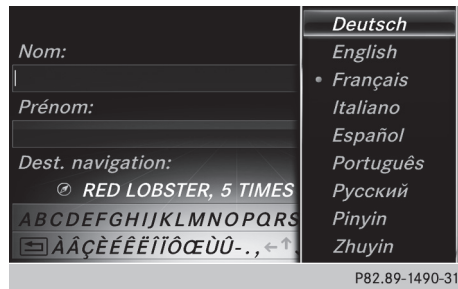 Nom:
Prénom:
Dest. navigation:
RED LOBSTER, 5 TIMES
ABCDEFGHIJKLMNOPQRS
ÀÂÇÈÉÊËÎÏÔŒÙÛ-.,←↑
Deutsch
English
• Français
Italiano
Español
Português
Русский
Pinyin
Zhuyin
P82.89-1490-31